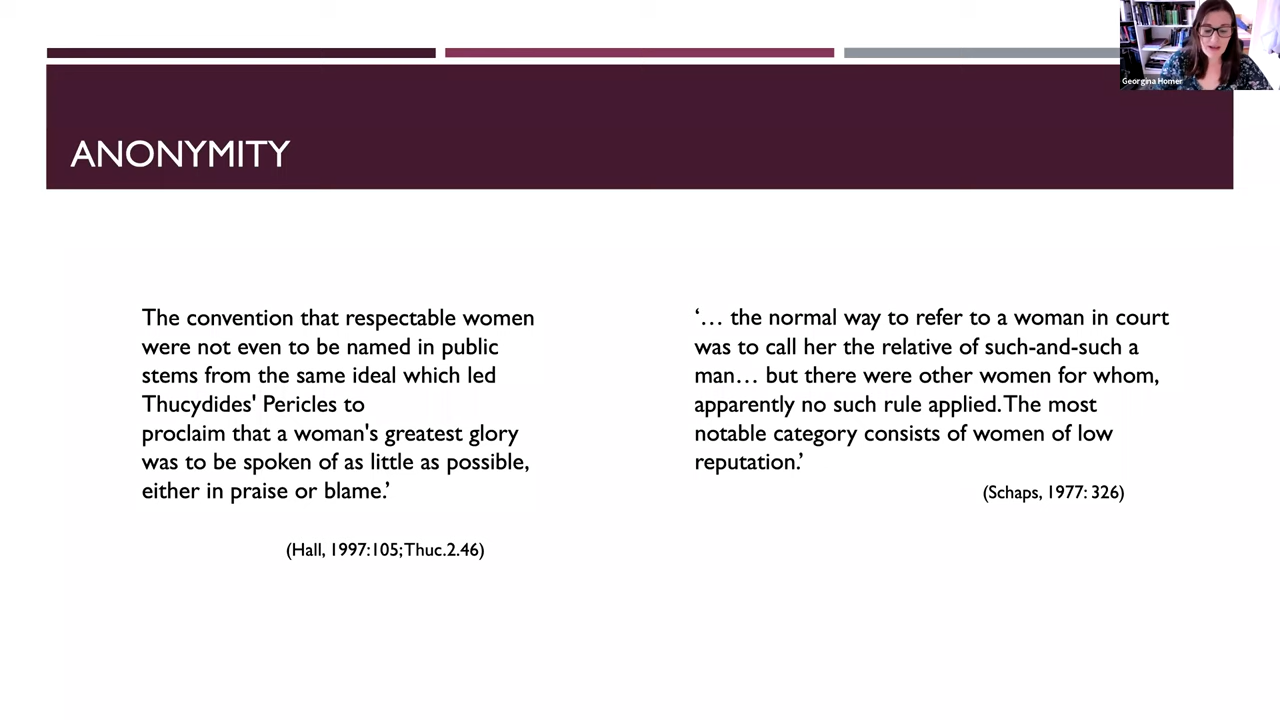 Georgina Homer
ANONYMITY
The convention that respectable women
were not even to be named in public
stems from the same ideal which led
Thucydides' Pericles to
proclaim that a woman's greatest glory
was to be spoken of as little as possible,
either in praise or blame.’
(Hall, 1997:105;Thuc.2.46)
‘… the normal way to refer to a woman in court
was to call her the relative of such-and-such a
man… but there were other women for whom,
apparently no such rule applied.The most
notable category consists of women of low
reputation.’
(Schaps, 1977: 326)